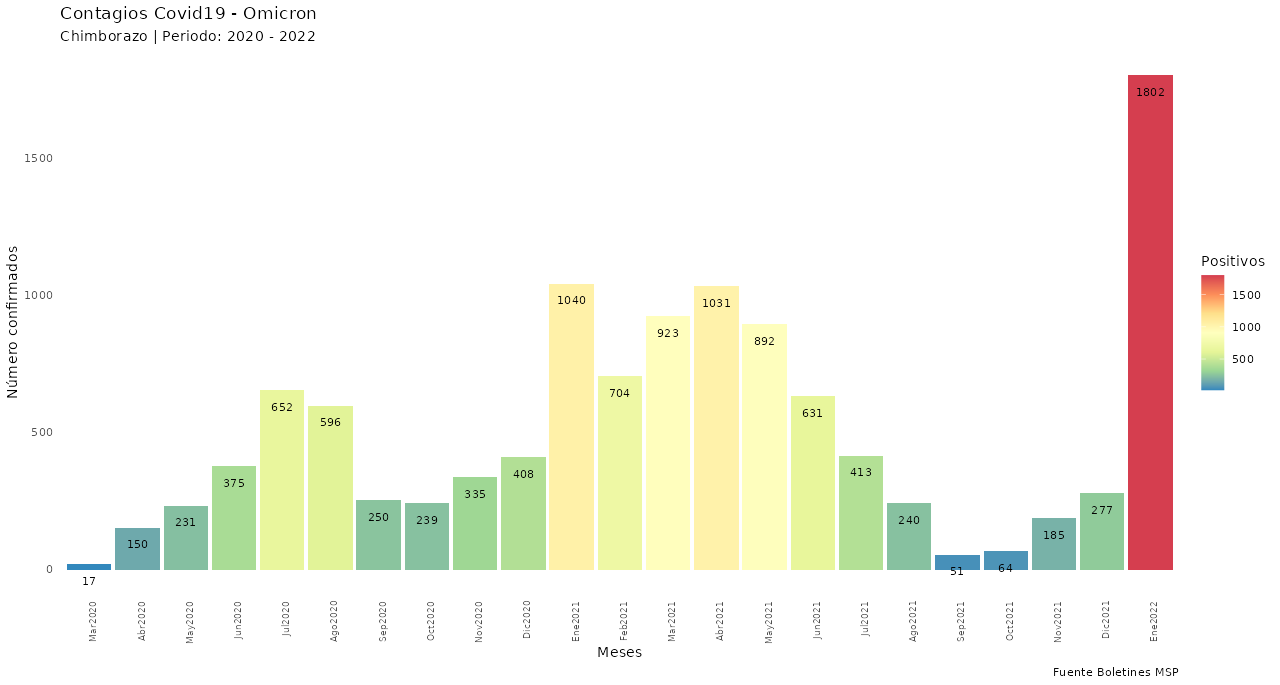 Contagios Covid19 - Omicron
Chimborazo | Periodo: 2020 - 2022
Número confirmados
1500
1000
500
0
17
150
231
375
652
596
250
239
335
408
1040
704
923
1031
892
631
413
240
51
64
185
277
1802
Mar2020
Abr2020
May2020
Jun2020
Jul2020
Ago2020
Sep2020
Oct2020
Nov2020
Dic2020
Ene2021
Feb2021
Mar2021
Abr2021
May2021
Jun2021
Jul2021
Ago2021
Sep2021
Oct2021
Nov2021
Dic2021
Ene2022
Meses
Positivos
1500
1000
500
Fuente Boletines MSP